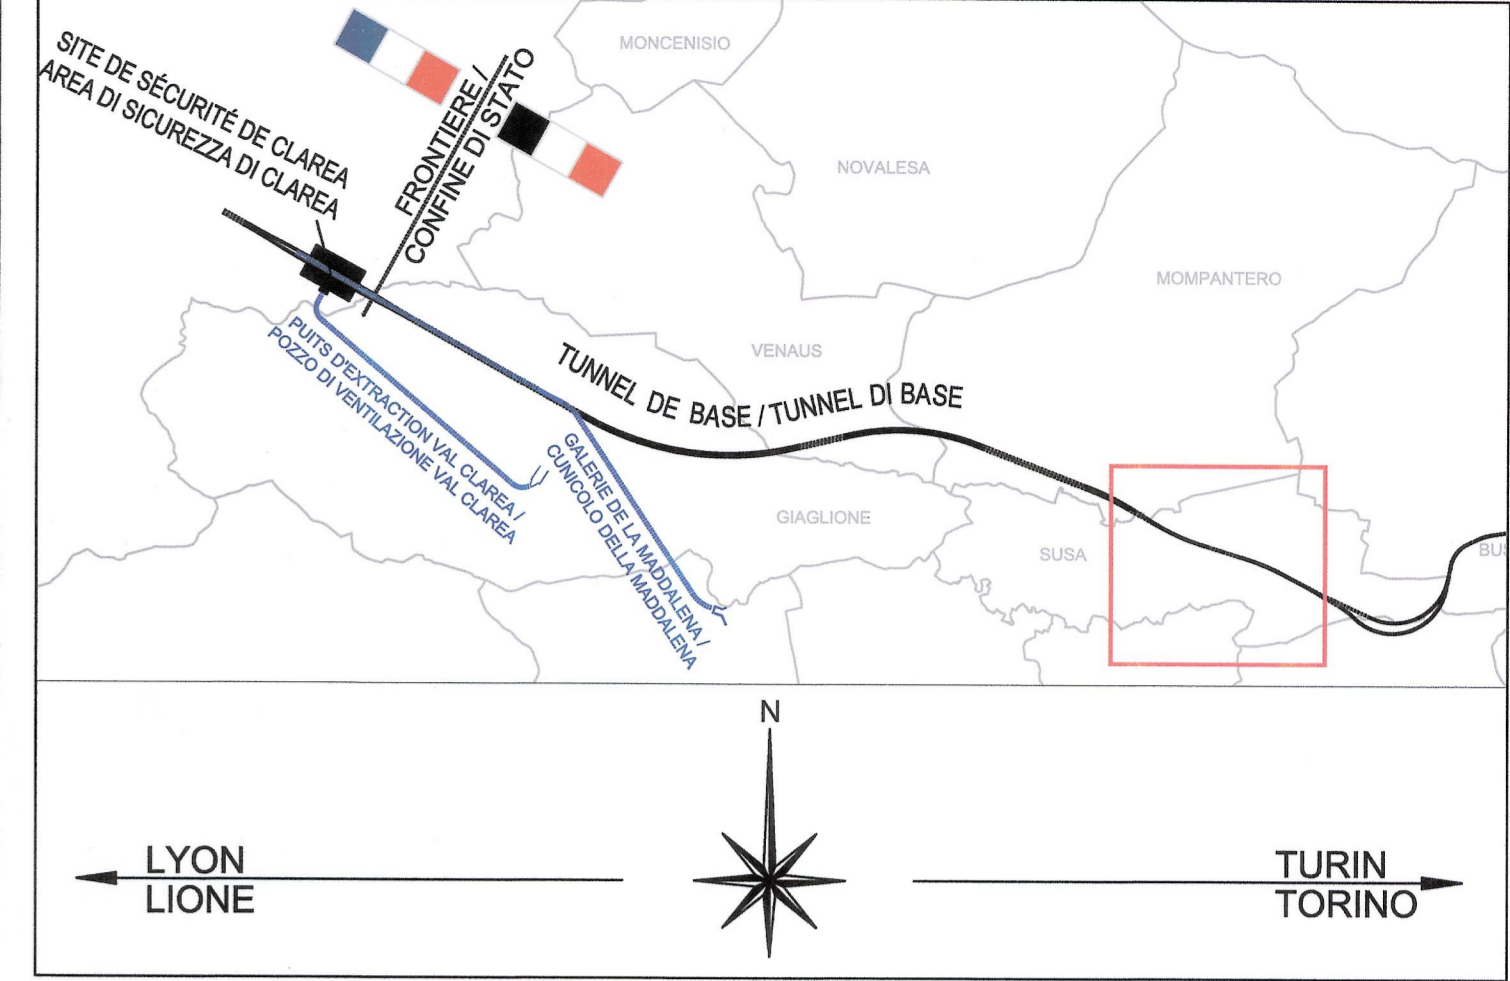 SITE DE SÉCURITÉ DE CLAREA
AREA DI SICUREZZA DI CLAREA
FRONTIERE /
CONFINE DI STATO
MONCENISIO
NOVALESA
MOMPANTERO
VENAUS
TUNNEL DE BASE / TUNNEL DI BASE
PUITS D'EXTRACTION VAL CLAREA /
POZZO DI VENTILAZIONE VAL CLAREA
GALERIE DE LA MADDALENA /
CUNICOLO DELLA MADDALENA
GIAGLIONE
SUSA
BUS
N
LYON
LIONE
TURIN
TORINO